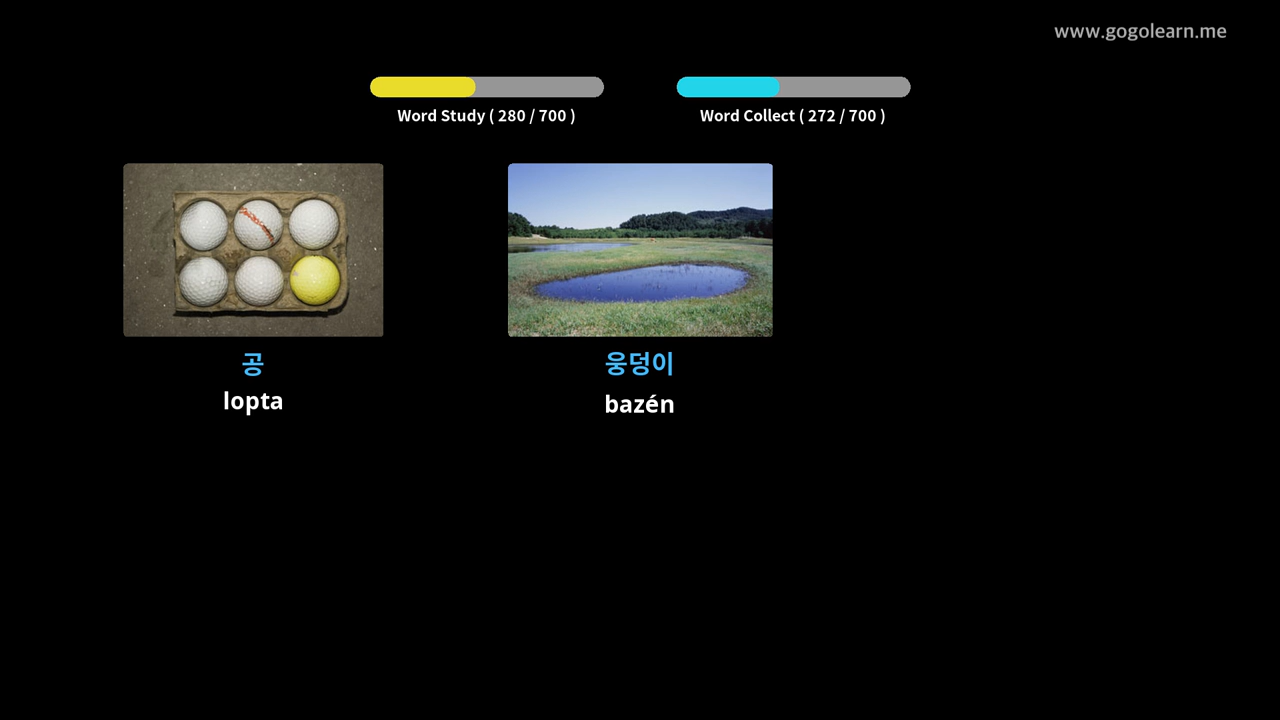 www.gogolearn.me
Word Study ( 280 / 700 )
Word Collect ( 272 / 700 )
공
lopta
웅덩이
bazén